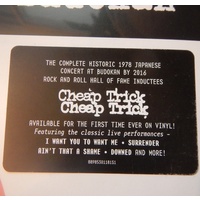 THE COMPLETE HISTORIC 1978 JAPANESE
CONCERT AT BUDOKAN BY 2016
ROCK AND ROLL HALL OF FAME INDUCTEES
Cheap Trick
Cheap Trick
AVAILABLE FOR THE FIRST TIME EVER ON VINYL!
Featuring the classic live performances -
I WANT YOU TO WANT ME • SURRENDER
AIN'T THAT A SHAME • DOWNED AND MORE!